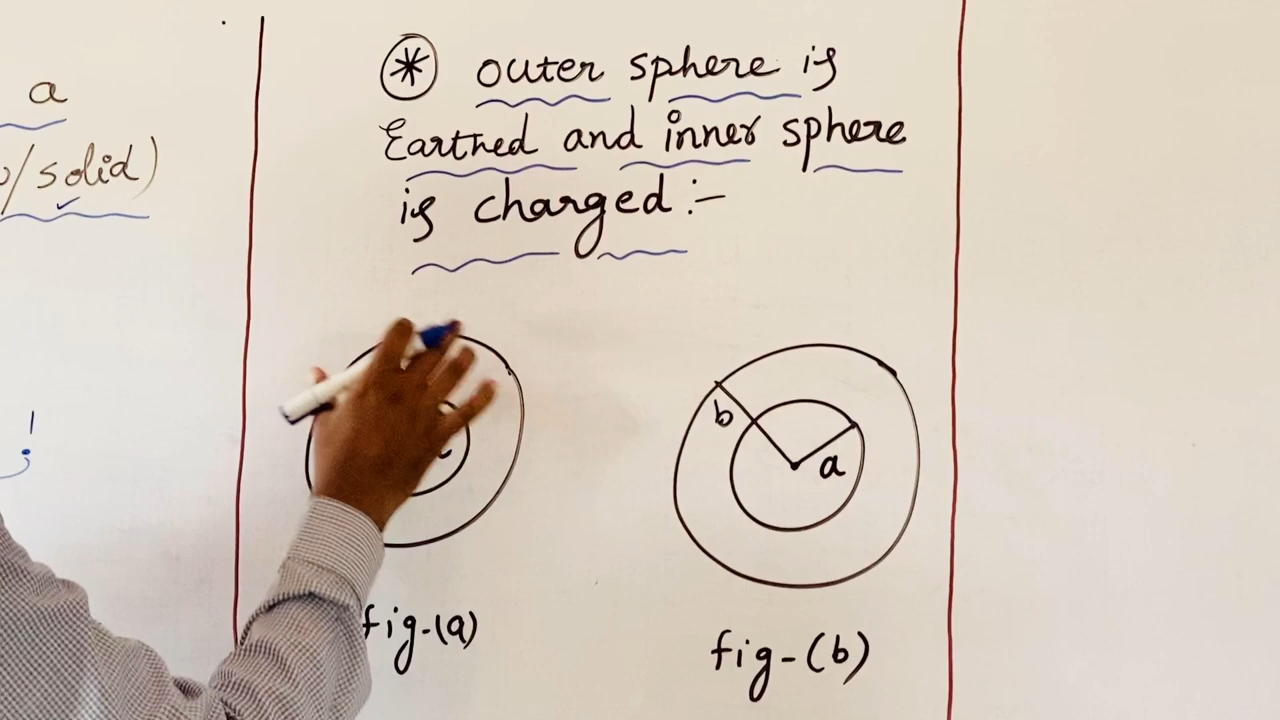 a
/solid)
* outer sphere is
Earthed and inner sphere
is charged :-
b
a
fig-(a)
fig-(b)